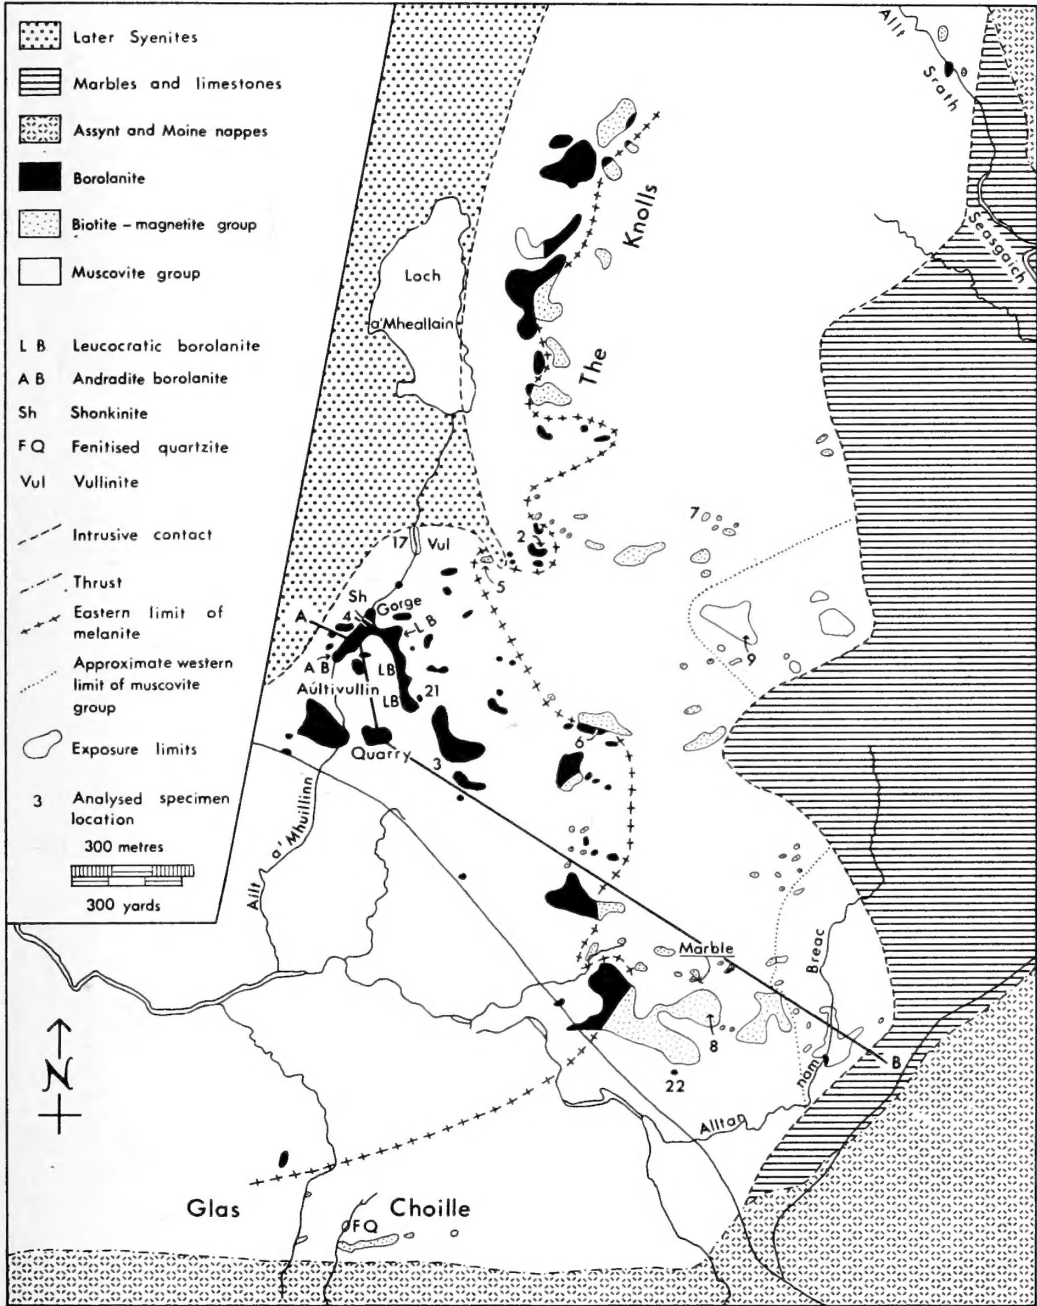 Later Syenites
Marbles and limestones
Assynt and Moine nappes
Borolanite
Biotite – magnetite group
Muscovite group
L B Leucocratic borolanite
A B Andradite borolanite
Sh Shonkinite
F Q Fenitised quartzite
Vul Vullinite
Intrusive contact
Thrust
Eastern limit of
melanite
Approximate western
limit of muscovite
group
Exposure limits
3 Analysed specimen
location
300 metres
300 yards
N
Allt
Srath
Seasgaich
The Knolls
Loch
a'Mheallain
17
Vul
2
5
7
9
Sh
Gorge
4
A
L B
A B
LB
LB
21
Aultivullin
Quarry
3
6
Allt a'Mhuillinn
Marble
8
22
B
Alltan nam Breac
Glas Choille
FQ